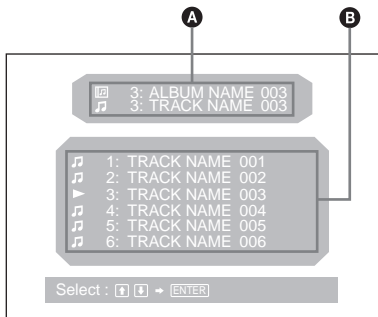 A B
3: ALBUM NAME 003
3: TRACK NAME 003
1: TRACK NAME 001
2: TRACK NAME 002
3: TRACK NAME 003
4: TRACK NAME 004
5: TRACK NAME 005
6: TRACK NAME 006
Select : ENTER